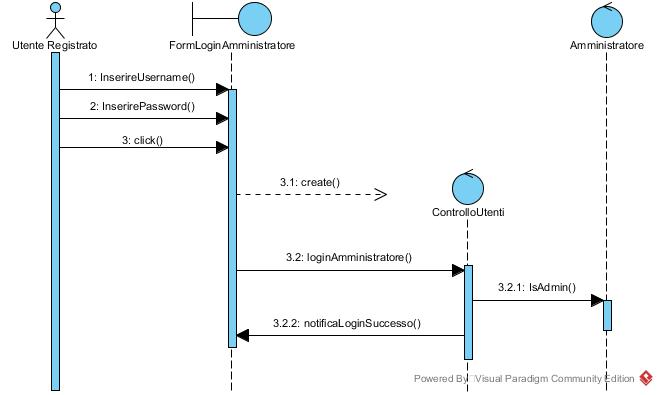 Utente Registrato
FormLoginAmministratore
Amministratore
1: InserireUsername()
2: InserirePassword()
3: click()
3.1: create()
ControlloUtenti
3.2: loginAmministratore()
3.2.1: IsAdmin()
3.2.2: notificaLoginSuccesso()
Powered By Visual Paradigm Community Edition